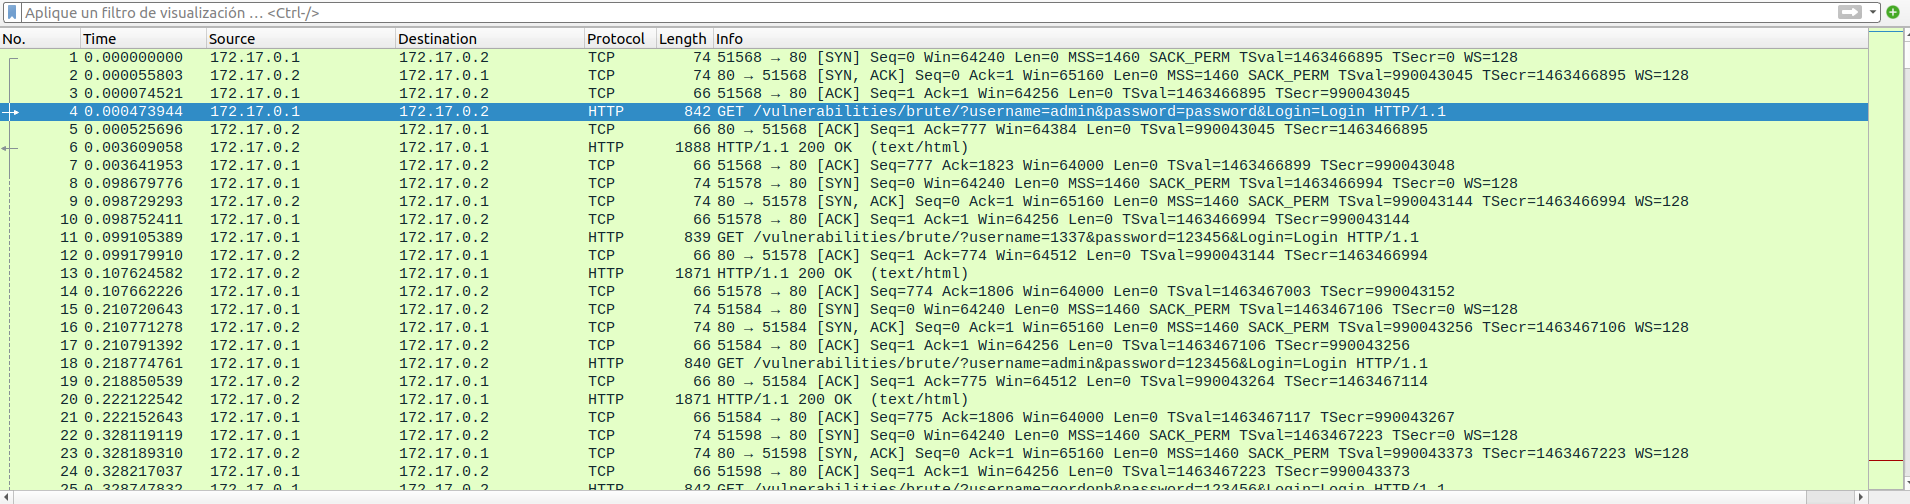 Aplique un filtro de visualización … <Ctrl-/>
No. Time Source Destination Protocol Length Info
1 0.000000000 172.17.0.1 172.17.0.2 TCP 74 51568 → 80 [SYN] Seq=0 Win=64240 Len=0 MSS=1460 SACK_PERM TSval=1463466895 TSecr=0 WS=128
2 0.000055803 172.17.0.2 172.17.0.1 TCP 74 80 → 51568 [SYN, ACK] Seq=0 Ack=1 Win=65160 Len=0 MSS=1460 SACK_PERM TSval=990043045 TSecr=1463466895 WS=128
3 0.000074521 172.17.0.1 172.17.0.2 TCP 66 51568 → 80 [ACK] Seq=1 Ack=1 Win=64256 Len=0 TSval=1463466895 TSecr=990043045
4 0.000473944 172.17.0.1 172.17.0.2 HTTP 842 GET /vulnerabilities/brute/?username=admin&password=password&Login=Login HTTP/1.1
5 0.000525696 172.17.0.2 172.17.0.1 TCP 66 80 → 51568 [ACK] Seq=1 Ack=777 Win=64384 Len=0 TSval=990043045 TSecr=1463466895
6 0.003609058 172.17.0.2 172.17.0.1 HTTP 1888 HTTP/1.1 200 OK  (text/html)
7 0.003641953 172.17.0.1 172.17.0.2 TCP 66 51568 → 80 [ACK] Seq=777 Ack=1823 Win=64000 Len=0 TSval=1463466899 TSecr=990043048
8 0.098679776 172.17.0.1 172.17.0.2 TCP 74 51578 → 80 [SYN] Seq=0 Win=64240 Len=0 MSS=1460 SACK_PERM TSval=1463466994 TSecr=0 WS=128
9 0.098729293 172.17.0.2 172.17.0.1 TCP 74 80 → 51578 [SYN, ACK] Seq=0 Ack=1 Win=65160 Len=0 MSS=1460 SACK_PERM TSval=990043144 TSecr=1463466994 WS=128
10 0.098752411 172.17.0.1 172.17.0.2 TCP 66 51578 → 80 [ACK] Seq=1 Ack=1 Win=64256 Len=0 TSval=1463466994 TSecr=990043144
11 0.099105389 172.17.0.1 172.17.0.2 HTTP 839 GET /vulnerabilities/brute/?username=1337&password=123456&Login=Login HTTP/1.1
12 0.099179910 172.17.0.2 172.17.0.1 TCP 66 80 → 51578 [ACK] Seq=1 Ack=774 Win=64512 Len=0 TSval=990043144 TSecr=1463466994
13 0.107624582 172.17.0.2 172.17.0.1 HTTP 1871 HTTP/1.1 200 OK  (text/html)
14 0.107662226 172.17.0.1 172.17.0.2 TCP 66 51578 → 80 [ACK] Seq=774 Ack=1806 Win=64000 Len=0 TSval=1463467003 TSecr=990043152
15 0.210720643 172.17.0.1 172.17.0.2 TCP 74 51584 → 80 [SYN] Seq=0 Win=64240 Len=0 MSS=1460 SACK_PERM TSval=1463467106 TSecr=0 WS=128
16 0.210771278 172.17.0.2 172.17.0.1 TCP 74 80 → 51584 [SYN, ACK] Seq=0 Ack=1 Win=65160 Len=0 MSS=1460 SACK_PERM TSval=990043256 TSecr=1463467106 WS=128
17 0.210791392 172.17.0.1 172.17.0.2 TCP 66 51584 → 80 [ACK] Seq=1 Ack=1 Win=64256 Len=0 TSval=1463467106 TSecr=990043256
18 0.218774761 172.17.0.1 172.17.0.2 HTTP 840 GET /vulnerabilities/brute/?username=admin&password=123456&Login=Login HTTP/1.1
19 0.218850539 172.17.0.2 172.17.0.1 TCP 66 80 → 51584 [ACK] Seq=1 Ack=775 Win=64512 Len=0 TSval=990043264 TSecr=1463467114
20 0.222122542 172.17.0.2 172.17.0.1 HTTP 1871 HTTP/1.1 200 OK  (text/html)
21 0.222152643 172.17.0.1 172.17.0.2 TCP 66 51584 → 80 [ACK] Seq=775 Ack=1806 Win=64000 Len=0 TSval=1463467117 TSecr=990043267
22 0.328119119 172.17.0.1 172.17.0.2 TCP 74 51598 → 80 [SYN] Seq=0 Win=64240 Len=0 MSS=1460 SACK_PERM TSval=1463467223 TSecr=0 WS=128
23 0.328189310 172.17.0.2 172.17.0.1 TCP 74 80 → 51598 [SYN, ACK] Seq=0 Ack=1 Win=65160 Len=0 MSS=1460 SACK_PERM TSval=990043373 TSecr=1463467223 WS=128
24 0.328217037 172.17.0.1 172.17.0.2 TCP 66 51598 → 80 [ACK] Seq=1 Ack=1 Win=64256 Len=0 TSval=1463467223 TSecr=990043373
25 0.328747832 172.17.0.1 172.17.0.2 HTTP 842 GET /vulnerabilities/brute/?username=gordonb&password=123456&Login=Login HTTP/1.1